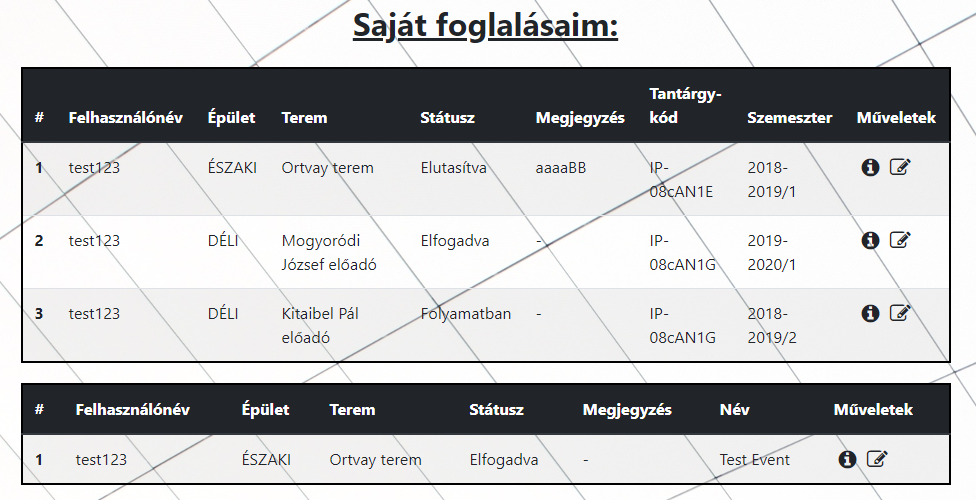 Saját foglalásaim:
# Felhasználónév Épület Terem Státusz Megjegyzés Tantárgy-
kód Szemeszter Műveletek
1 test123 ÉSZAKI Ortvay terem Elutasítva aaaaBB IP- 2018-
08cAN1E 2019/1
2 test123 DÉLI Mogyoródi Elfogadva - IP- 2019-
József előadó 08cAN1G 2020/1
3 test123 DÉLI Kitaibel Pál Folyamatban - IP- 2018-
előadó 08cAN1G 2019/2
# Felhasználónév Épület Terem Státusz Megjegyzés Név Műveletek
1 test123 ÉSZAKI Ortvay terem Elfogadva - Test Event